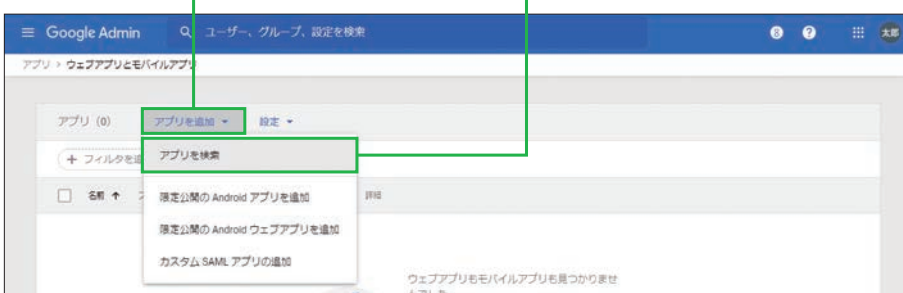 Google Admin
ユーザー、グループ、設定を検索
8
?
太郎
アプリ > ウェブアプリとモバイルアプリ
アプリ (0)
アプリを追加
設定
+ フィルタを追
アプリを検索
名前 ↑
詳細
限定公開の Android アプリを追加
限定公開の Android ウェブアプリを追加
カスタム SAML アプリの追加
ウェブアプリもモバイルアプリも見つかりませ